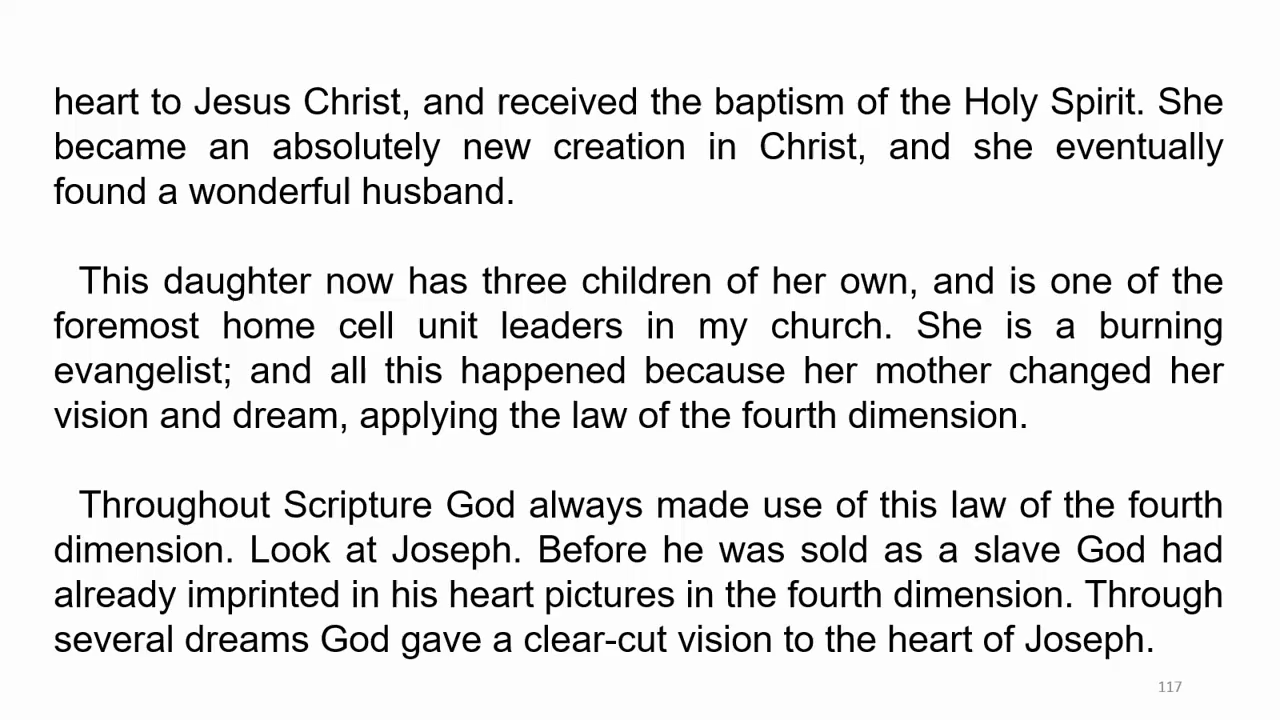 heart to Jesus Christ, and received the baptism of the Holy Spirit. She
became an absolutely new creation in Christ, and she eventually
found a wonderful husband.
This daughter now has three children of her own, and is one of the
foremost home cell unit leaders in my church. She is a burning
evangelist; and all this happened because her mother changed her
vision and dream, applying the law of the fourth dimension.
Throughout Scripture God always made use of this law of the fourth
dimension. Look at Joseph. Before he was sold as a slave God had
already imprinted in his heart pictures in the fourth dimension. Through
several dreams God gave a clear-cut vision to the heart of Joseph.
117